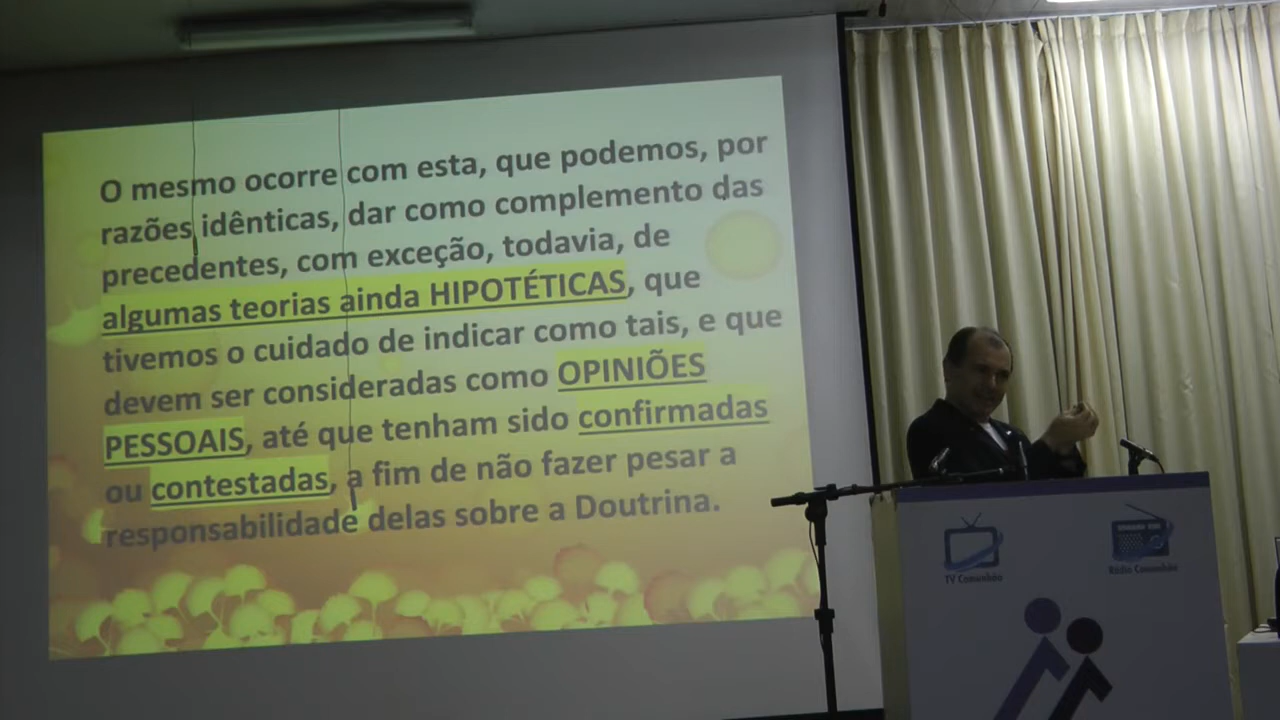 O mesmo ocorre com esta, que podemos, por
razões idênticas, dar como complemento das
precedentes, com exceção, todavia, de
algumas teorias ainda HIPOTÉTICAS, que
tivemos o cuidado de indicar como tais, e que
devem ser consideradas como OPINIÕES
PESSOAIS, até que tenham sido confirmadas
ou contestadas, a fim de não fazer pesar a
responsabilidade delas sobre a Doutrina.
TV Comunhão
Rádio Comunhão